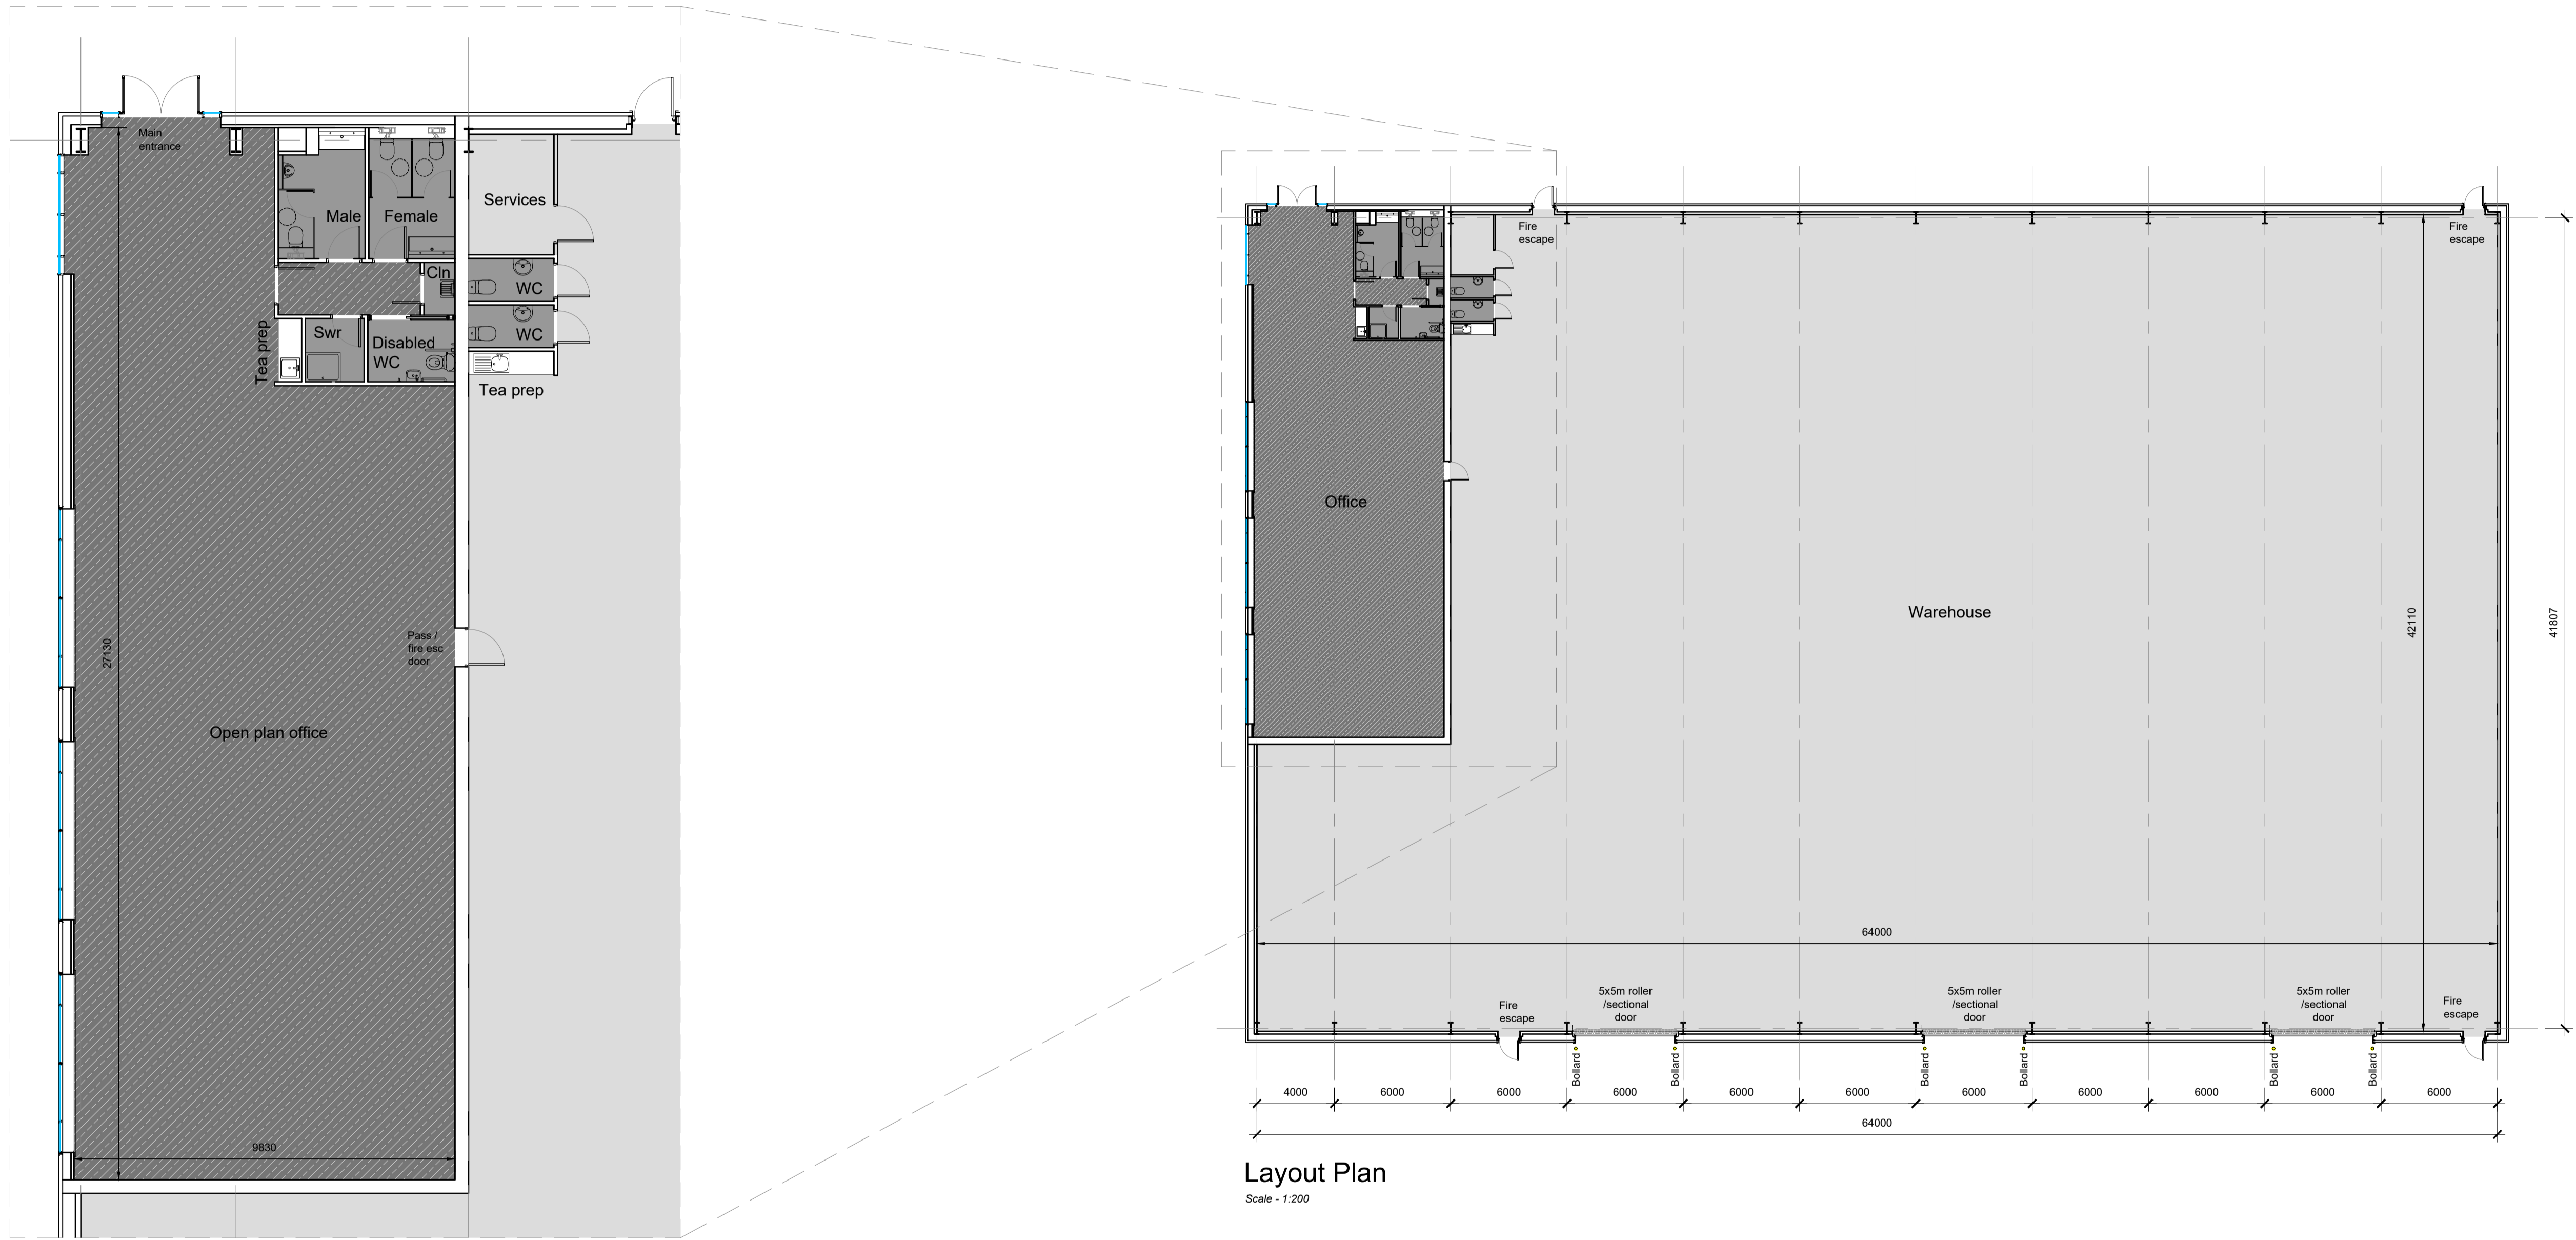 Main
entrance
Male
Female
Services
Cln
WC
WC
Tea prep
Swr
Disabled
WC
Tea prep
27130
Pass /
fire esc
door
Open plan office
9830
Fire
escape
Fire
escape
Office
Warehouse
42110
41807
64000
Fire
escape
5x5m roller
/sectional
door
5x5m roller
/sectional
door
5x5m roller
/sectional
door
Fire
escape
Bollard
Bollard
Bollard
Bollard
Bollard
Bollard
4000
6000
6000
6000
6000
6000
6000
6000
6000
6000
6000
64000
Layout Plan
Scale - 1:200